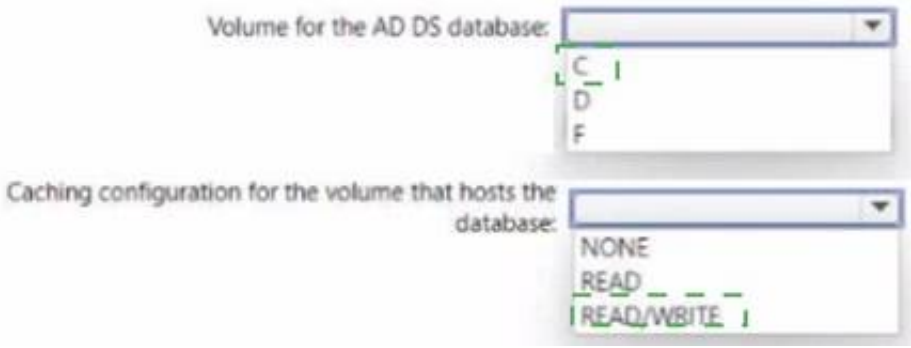 Volume for the AD DS database:
C
D
F
Caching configuration for the volume that hosts the
database:
NONE
READ
READ/WRITE